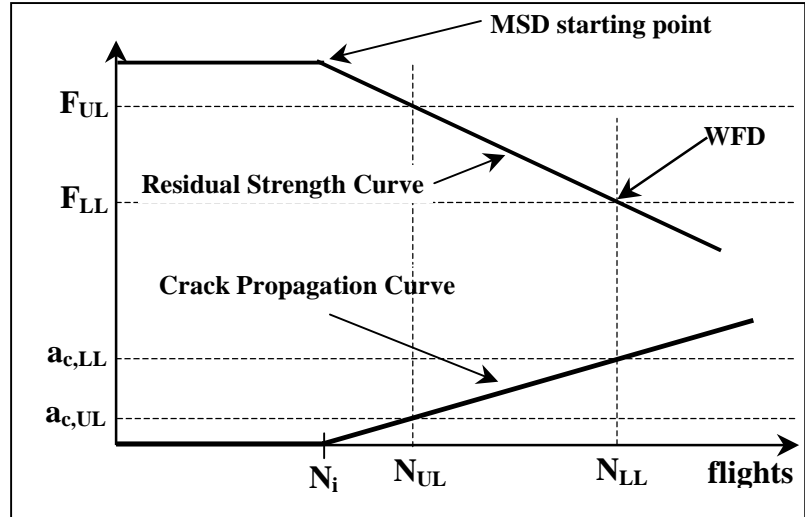 MSD starting point
F_UL
WFD
Residual Strength Curve
F_LL
Crack Propagation Curve
a_c,LL
a_c,UL
N_i N_UL N_LL flights